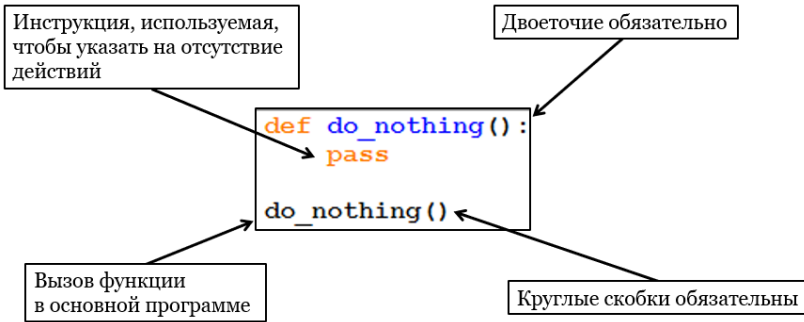 Инструкция, используемая,
чтобы указать на отсутствие
действий
Двоеточие обязательно
def do_nothing():
    pass
do_nothing()
Вызов функции
в основной программе
Круглые скобки обязательны